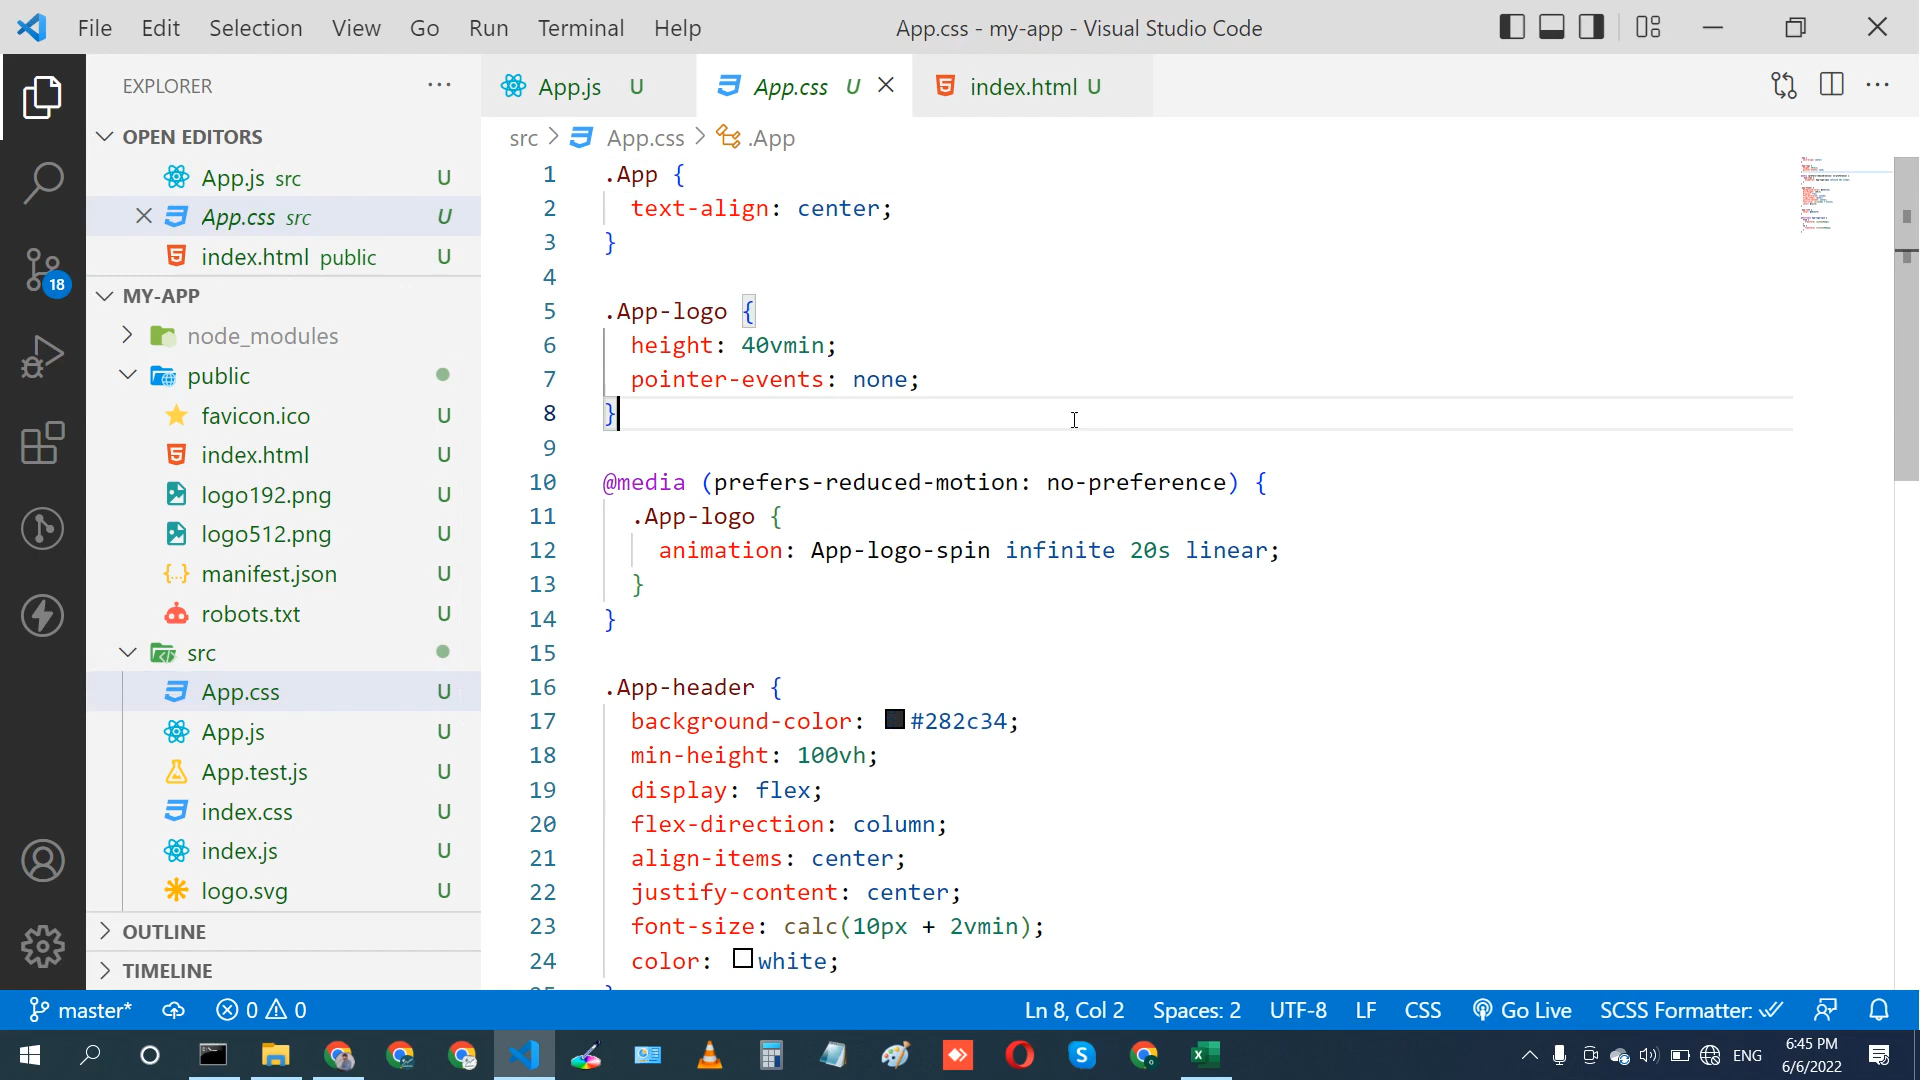 File Edit Selection View Go Run Terminal Help App.css - my-app - Visual Studio Code
EXPLORER
OPEN EDITORS
App.js src U
App.css src U
index.html public U
18
MY-APP
node_modules
public
favicon.ico U
index.html U
logo192.png U
logo512.png U
manifest.json U
robots.txt U
src
App.css U
App.js U
App.test.js U
index.css U
index.js U
logo.svg U
OUTLINE
TIMELINE
App.js U App.css U index.html U
src > App.css > .App
1 .App {
2 text-align: center;
3 }
4
5 .App-logo {
6 height: 40vmin;
7 pointer-events: none;
8 }
9
10 @media (prefers-reduced-motion: no-preference) {
11 .App-logo {
12 animation: App-logo-spin infinite 20s linear;
13 }
14 }
15
16 .App-header {
17 background-color: #282c34;
18 min-height: 100vh;
19 display: flex;
20 flex-direction: column;
21 align-items: center;
22 justify-content: center;
23 font-size: calc(10px + 2vmin);
24 color: white;
master* 0 0 Ln 8, Col 2 Spaces: 2 UTF-8 LF CSS Go Live SCSS Formatter:
ENG
6:45 PM
6/6/2022